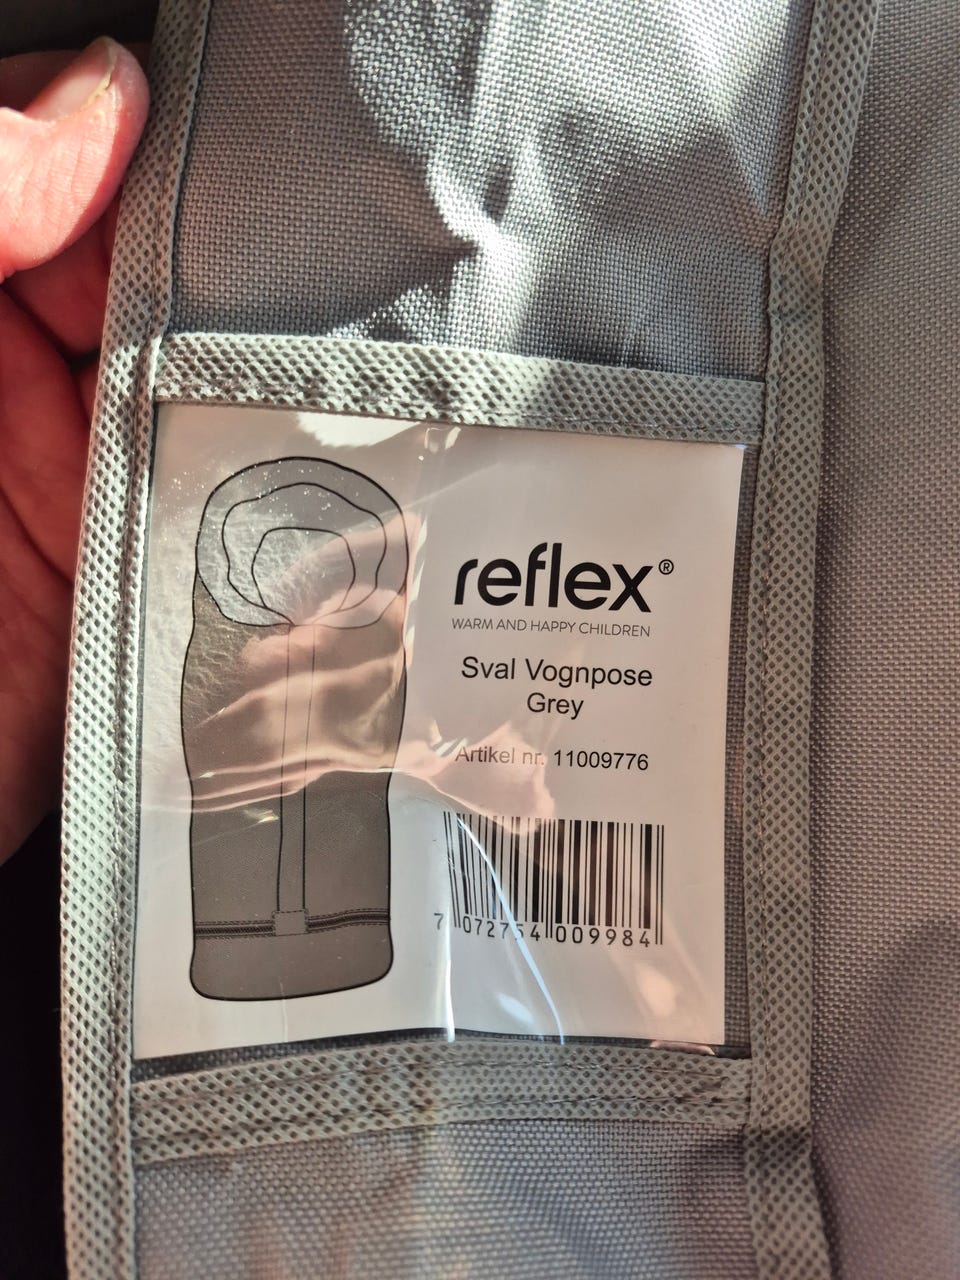 reflex®
WARM AND HAPPY CHILDREN
Sval Vognpose
Grey
Artikel nr. 11009776
7 072754 009984